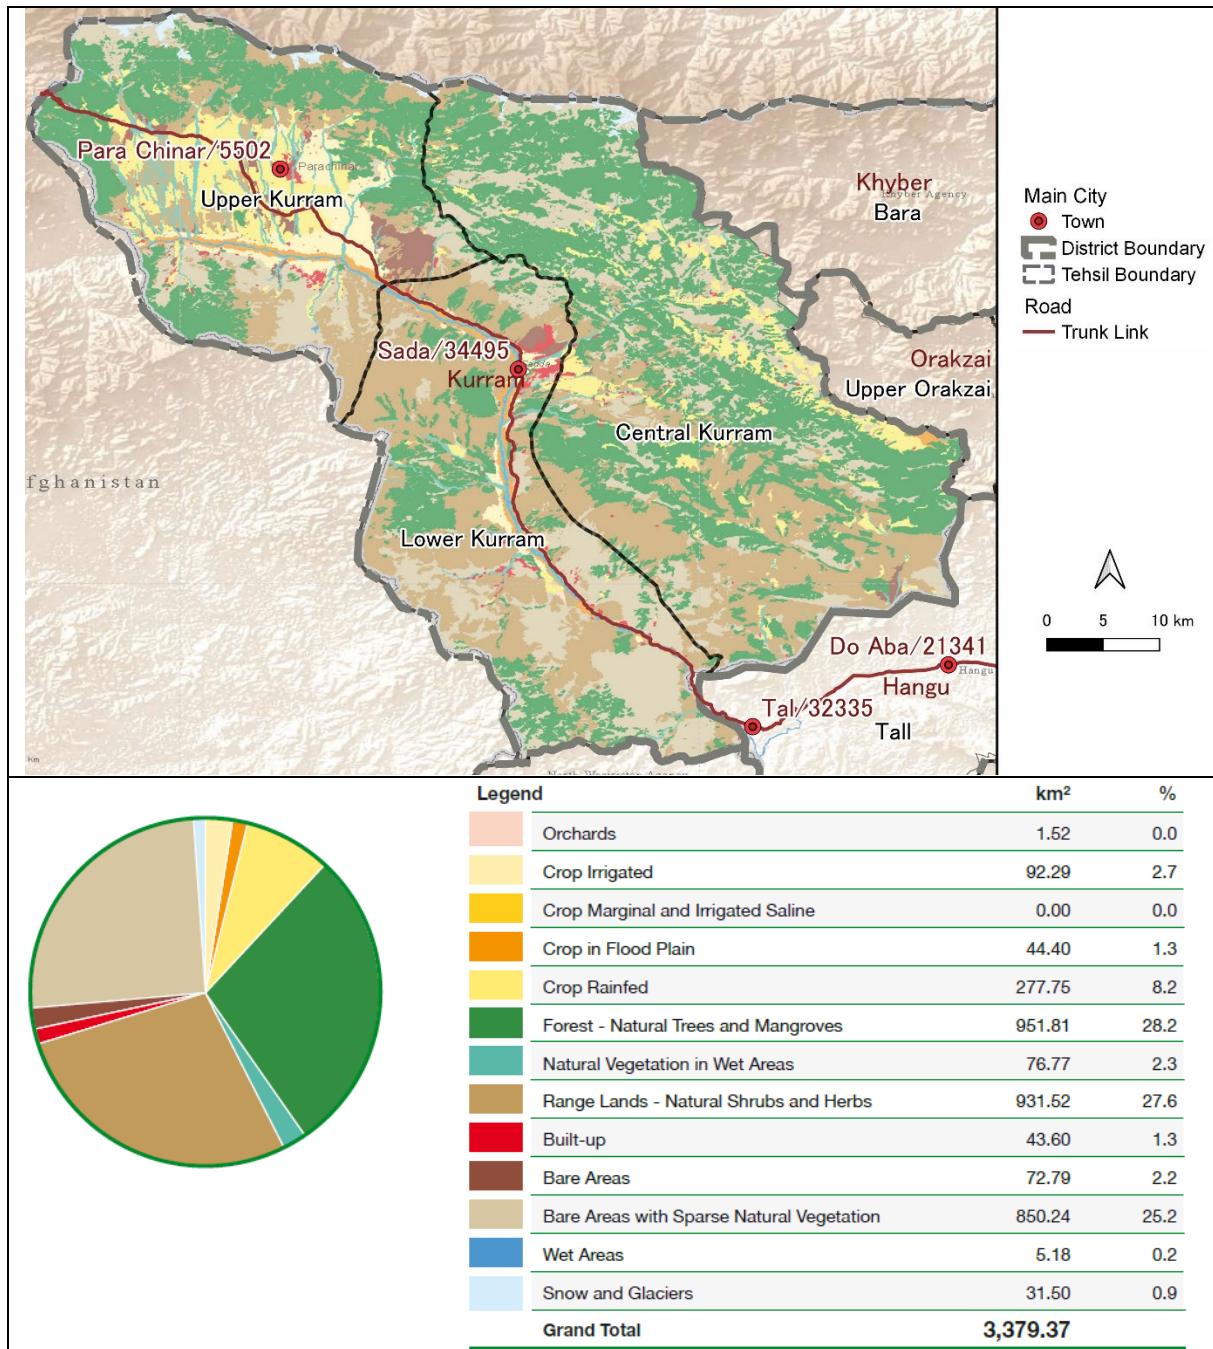 Para Chinar/5502
Parachinar
Upper Kurram
Khyber
Khyber Agency
Bara
Sada/34495
Kurram
Orakzai
Upper Orakzai
Central Kurram
fghanistan
Lower Kurram
Do Aba/21341
Hangu
Hangu
Tal/32335
Tall
Km
North Waziristan Agency
Main City
Town
District Boundary
Tehsil Boundary
Road
Trunk Link
0 5 10 km
Legend km² %
Orchards 1.52 0.0
Crop Irrigated 92.29 2.7
Crop Marginal and Irrigated Saline 0.00 0.0
Crop in Flood Plain 44.40 1.3
Crop Rainfed 277.75 8.2
Forest - Natural Trees and Mangroves 951.81 28.2
Natural Vegetation in Wet Areas 76.77 2.3
Range Lands - Natural Shrubs and Herbs 931.52 27.6
Built-up 43.60 1.3
Bare Areas 72.79 2.2
Bare Areas with Sparse Natural Vegetation 850.24 25.2
Wet Areas 5.18 0.2
Snow and Glaciers 31.50 0.9
Grand Total 3,379.37